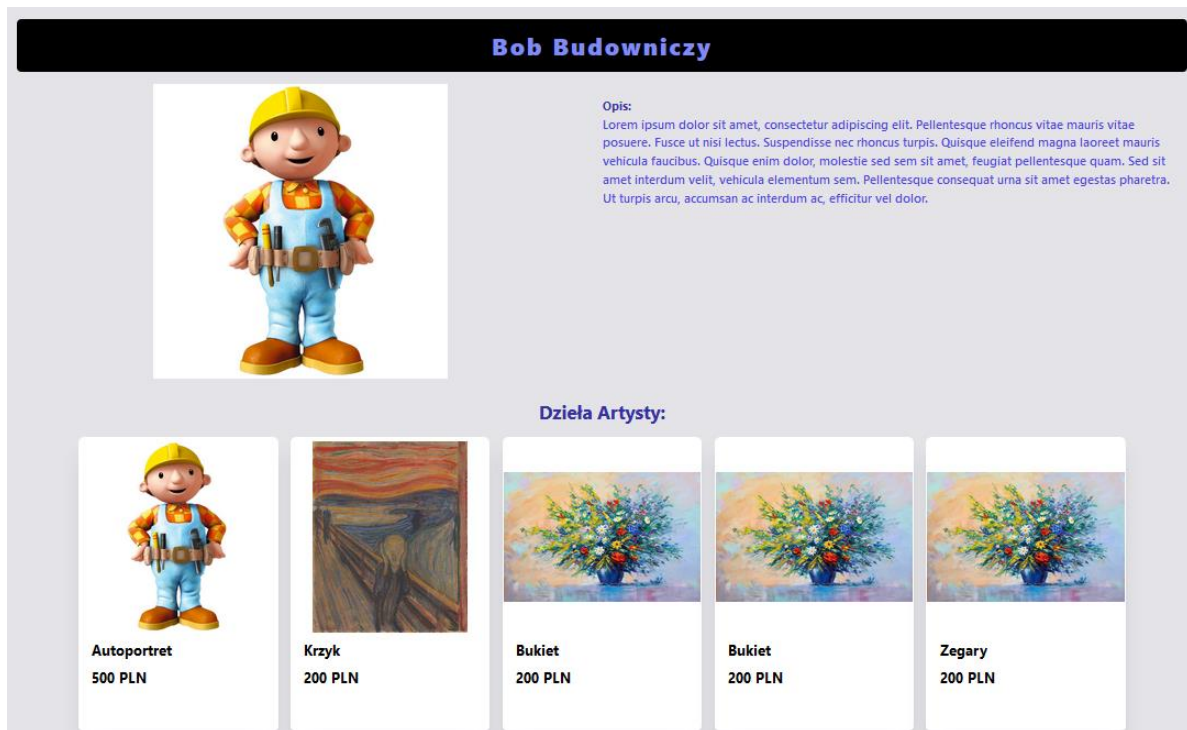 Bob Budowniczy
Opis:
Lorem ipsum dolor sit amet, consectetur adipiscing elit. Pellentesque rhoncus vitae mauris vitae
posuere. Fusce ut nisi lectus. Suspendisse nec rhoncus turpis. Quisque eleifend magna laoreet mauris
vehicula faucibus. Quisque enim dolor, molestie sed sem sit amet, feugiat pellentesque quam. Sed sit
amet interdum velit, vehicula elementum sem. Pellentesque consequat urna sit amet egestas pharetra.
Ut turpis arcu, accumsan ac interdum ac, efficitur vel dolor.
Dzieła Artysty:
Autoportret
500 PLN
Krzyk
200 PLN
Bukiet
200 PLN
Bukiet
200 PLN
Zegary
200 PLN